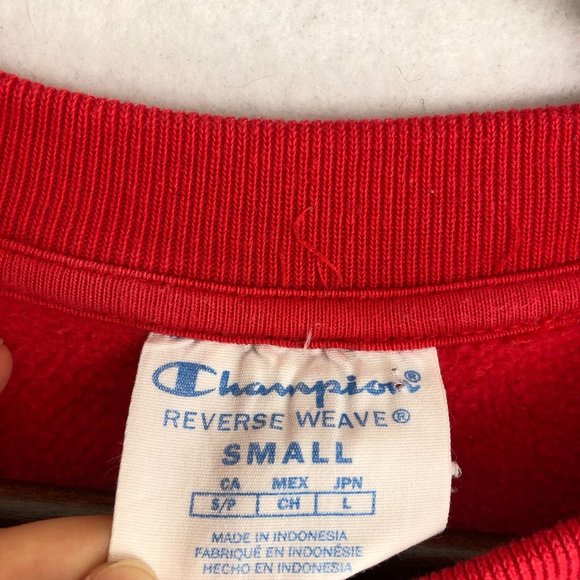 Champion®
REVERSE WEAVE®
SMALL
CA MEX JPN
S/P CH L
MADE IN INDONESIA
FABRIQUÉ EN INDONÉSIE
HECHO EN INDONESIA